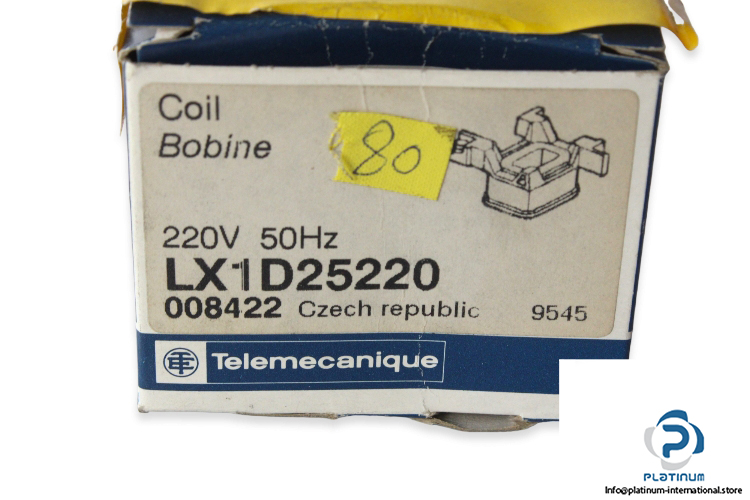 Coil
Bobine
80
220V 50Hz
LX1D25220
008422 Czech republic 9545
Telemecanique
PLATINUM
Info@platinum-international.store